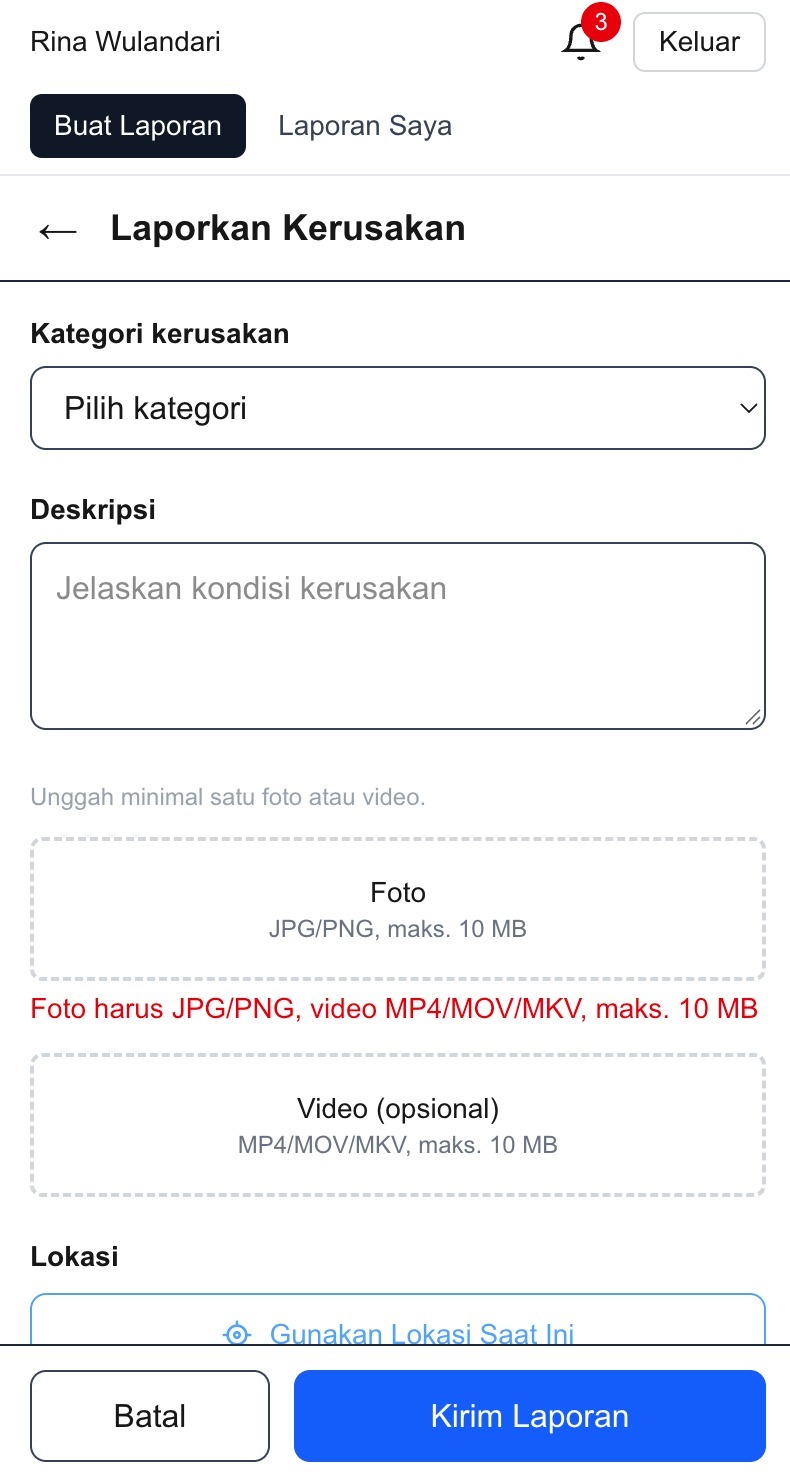 Rina Wulandari
3
Keluar
Buat Laporan
Laporan Saya
Laporkan Kerusakan
Kategori kerusakan
Pilih kategori
Deskripsi
Jelaskan kondisi kerusakan
Unggah minimal satu foto atau video.
Foto
JPG/PNG, maks. 10 MB
Foto harus JPG/PNG, video MP4/MOV/MKV, maks. 10 MB
Video (opsional)
MP4/MOV/MKV, maks. 10 MB
Lokasi
Gunakan Lokasi Saat Ini
Batal
Kirim Laporan